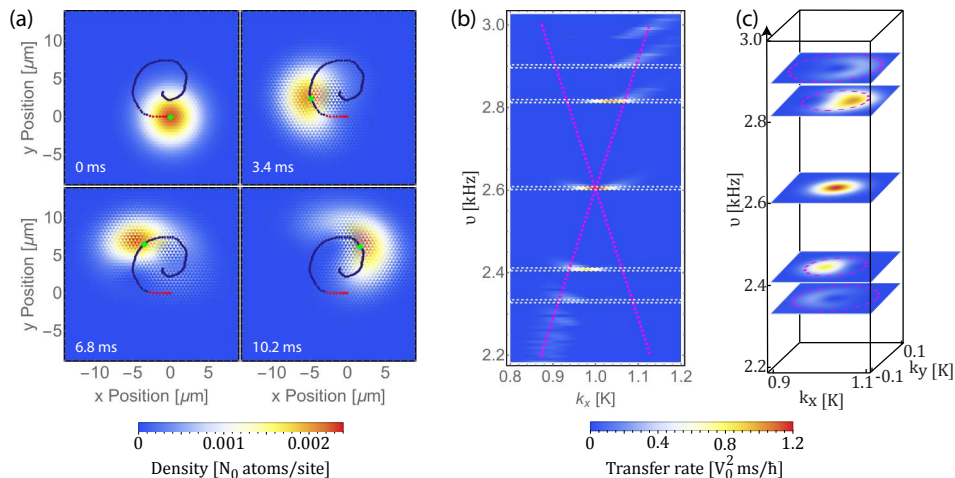 (a)
y Position [μm]
10
5
0
−5
0 ms
3.4 ms
y Position [μm]
10
5
0
−5
6.8 ms
10.2 ms
−10 −5 0 5
−10 −5 0 5
x Position [μm]
x Position [μm]
0 0.001 0.002
Density [N₀ atoms/site]
(b)
υ [kHz]
3.0
2.8
2.6
2.4
2.2
0.8 0.9 1.0 1.1 1.2
kₓ [K]
(c)
υ [kHz]
3.0
2.8
2.6
2.4
2.2
0.9 1.1
kₓ [K]
-0.1
0.1
k_y [K]
0 0.4 0.8 1.2
Transfer rate [V₀² ms/ħ]